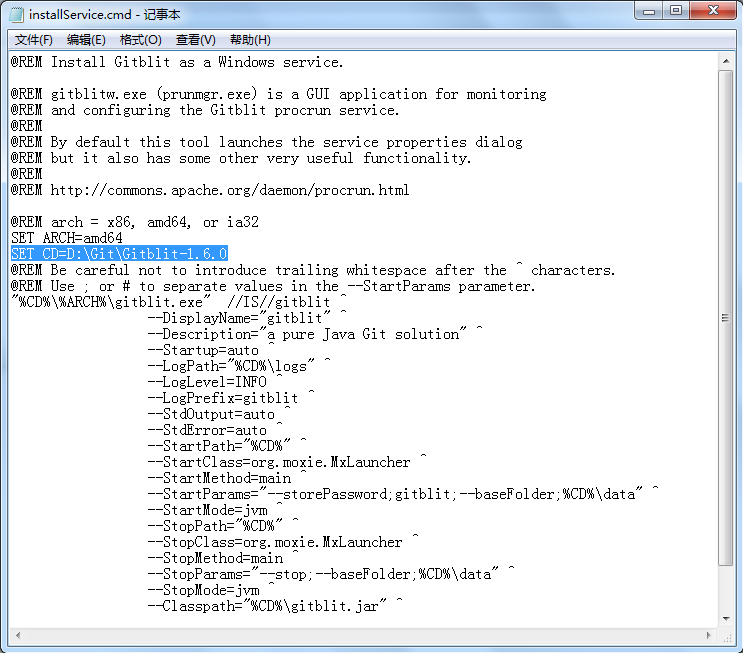 installService.cmd - 记事本
文件(F) 编辑(E) 格式(O) 查看(V) 帮助(H)
@REM Install Gitblit as a Windows service.
@REM gitblitw.exe (prunmgr.exe) is a GUI application for monitoring
@REM and configuring the Gitblit procrun service.
@REM
@REM By default this tool launches the service properties dialog
@REM but it also has some other very useful functionality.
@REM
@REM http://commons.apache.org/daemon/procrun.html
@REM arch = x86, amd64, or ia32
SET ARCH=amd64
SET CD=D:\Git\Gitblit-1.6.0
@REM Be careful not to introduce trailing whitespace after the ^ characters.
@REM Use ; or # to separate values in the --StartParams parameter.
"%CD%\%ARCH%\gitblit.exe"  //IS//gitblit ^
--DisplayName="gitblit" ^
--Description="a pure Java Git solution" ^
--Startup=auto ^
--LogPath="%CD%\logs" ^
--LogLevel=INFO ^
--LogPrefix=gitblit ^
--StdOutput=auto ^
--StdError=auto ^
--StartPath="%CD%" ^
--StartClass=org.moxie.MxLauncher ^
--StartMethod=main ^
--StartParams="--storePassword;gitblit;--baseFolder;%CD%\data" ^
--StartMode=jvm ^
--StopPath="%CD%" ^
--StopClass=org.moxie.MxLauncher ^
--StopMethod=main ^
--StopParams="--stop;--baseFolder;%CD%\data" ^
--StopMode=jvm ^
--Classpath="%CD%\gitblit.jar" ^